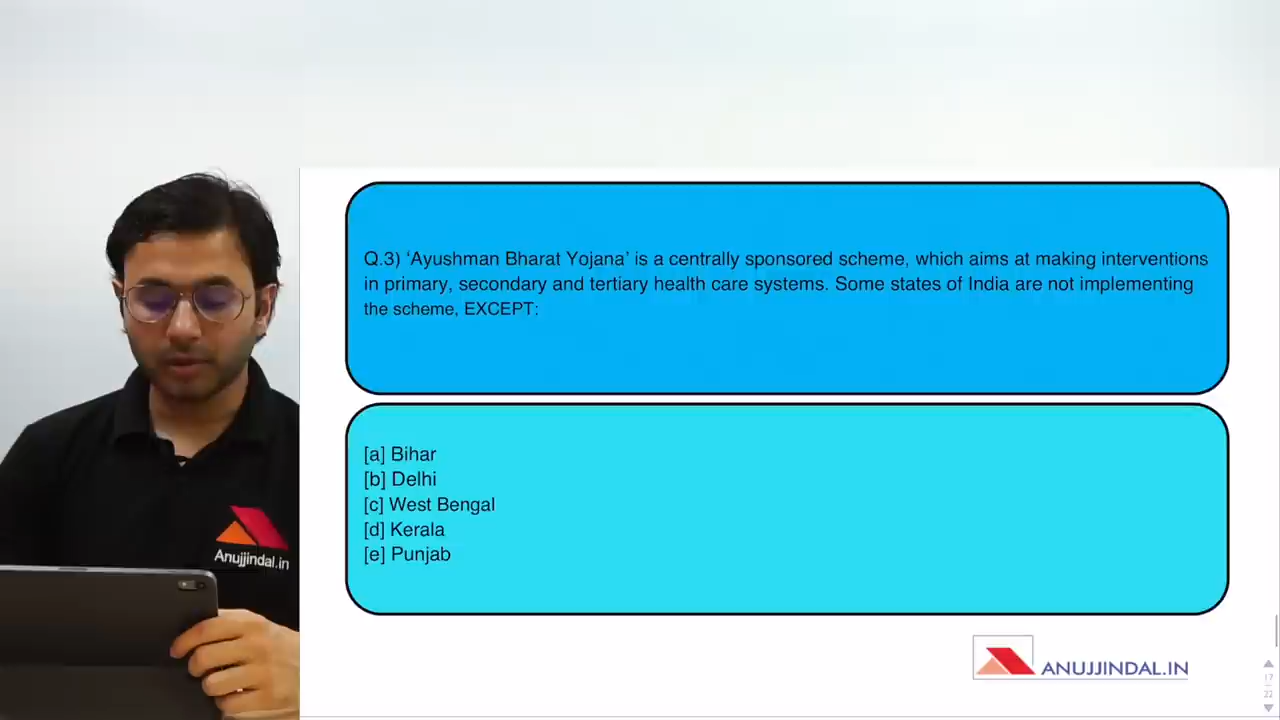 Q.3) ‘Ayushman Bharat Yojana’ is a centrally sponsored scheme, which aims at making interventions
in primary, secondary and tertiary health care systems. Some states of India are not implementing
the scheme, EXCEPT:
[a] Bihar
[b] Delhi
[c] West Bengal
[d] Kerala
[e] Punjab
Anujjindal.in
ANUJJINDAL.IN
17
22